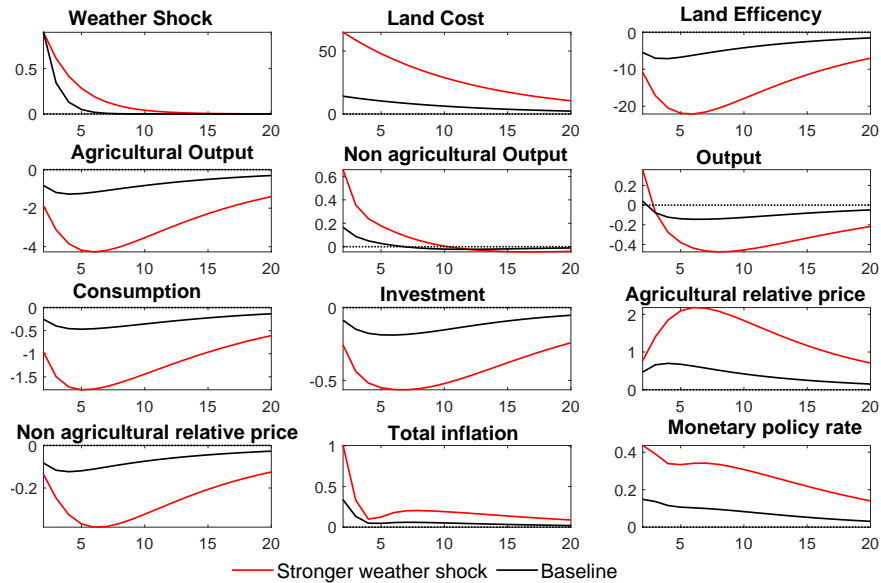 Weather Shock
Land Cost
Land Efficency
0.5
0
5 10 15 20
50
0
5 10 15 20
0
-10
-20
5 10 15 20
Agricultural Output
Non agricultural Output
Output
0
-2
-4
5 10 15 20
0.6
0.4
0.2
0
5 10 15 20
0.2
0
-0.2
-0.4
5 10 15 20
Consumption
Investment
Agricultural relative price
0
-0.5
-1
-1.5
5 10 15 20
0
-0.5
5 10 15 20
2
1
0
5 10 15 20
Non agricultural relative price
Total inflation
Monetary policy rate
0
-0.2
5 10 15 20
1
0.5
0
5 10 15 20
0.4
0.2
0
5 10 15 20
Stronger weather shock
Baseline